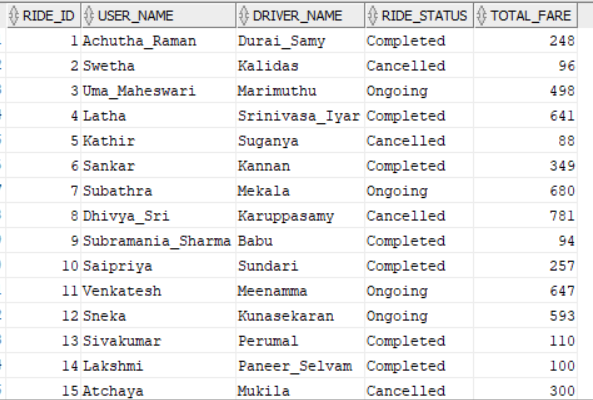 RIDE_ID USER_NAME DRIVER_NAME RIDE_STATUS TOTAL_FARE
1 Achutha_Raman Durai_Samy Completed 248
2 Swetha Kalidas Cancelled 96
3 Uma_Maheswari Marimuthu Ongoing 498
4 Latha Srinivasa_Iyar Completed 641
5 Kathir Suganya Cancelled 88
6 Sankar Kannan Completed 349
7 Subathra Mekala Ongoing 680
8 Dhivya_Sri Karuppasamy Cancelled 781
9 Subramania_Sharma Babu Completed 94
10 Saipriya Sundari Completed 257
11 Venkatesh Meenamma Ongoing 647
12 Sneka Kunasekaran Ongoing 593
13 Sivakumar Perumal Completed 110
14 Lakshmi Paneer_Selvam Completed 100
15 Atchaya Mukila Cancelled 300